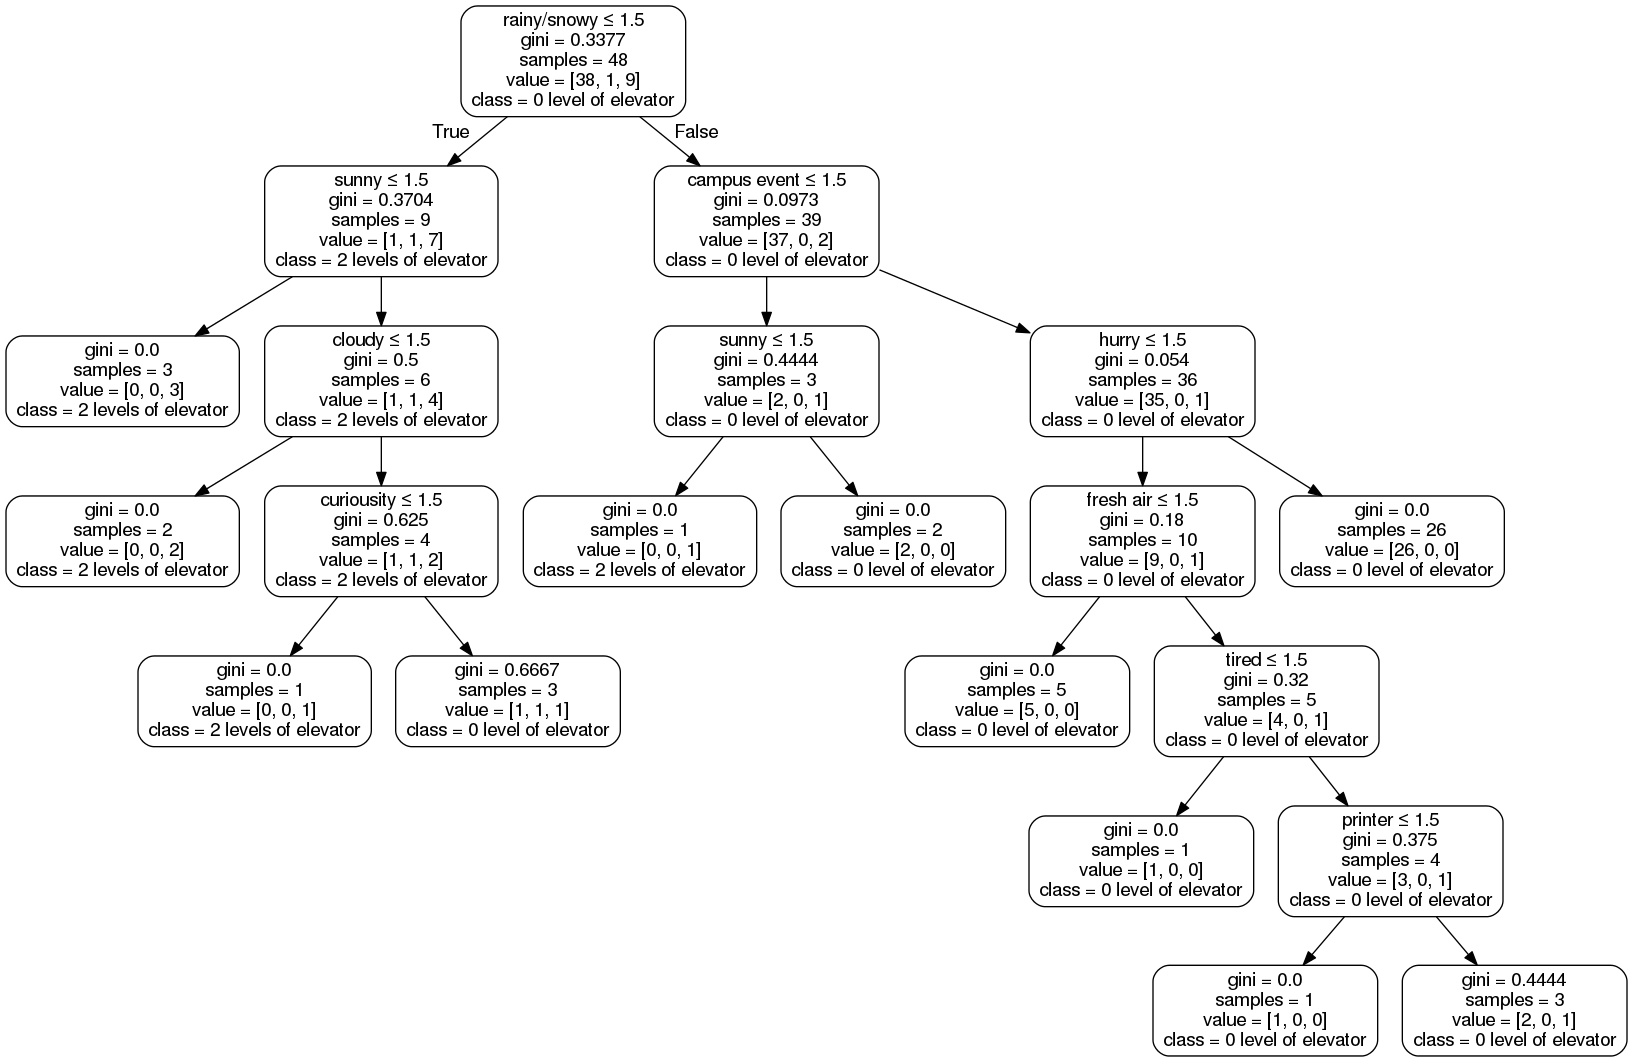 rainy/snowy ≤ 1.5
gini = 0.3377
samples = 48
value = [38, 1, 9]
class = 0 level of elevator
True
False
sunny ≤ 1.5
gini = 0.3704
samples = 9
value = [1, 1, 7]
class = 2 levels of elevator
campus event ≤ 1.5
gini = 0.0973
samples = 39
value = [37, 0, 2]
class = 0 level of elevator
gini = 0.0
samples = 3
value = [0, 0, 3]
class = 2 levels of elevator
cloudy ≤ 1.5
gini = 0.5
samples = 6
value = [1, 1, 4]
class = 2 levels of elevator
sunny ≤ 1.5
gini = 0.4444
samples = 3
value = [2, 0, 1]
class = 0 level of elevator
hurry ≤ 1.5
gini = 0.054
samples = 36
value = [35, 0, 1]
class = 0 level of elevator
gini = 0.0
samples = 2
value = [0, 0, 2]
class = 2 levels of elevator
curiousity ≤ 1.5
gini = 0.625
samples = 4
value = [1, 1, 2]
class = 2 levels of elevator
gini = 0.0
samples = 1
value = [0, 0, 1]
class = 2 levels of elevator
gini = 0.0
samples = 2
value = [2, 0, 0]
class = 0 level of elevator
fresh air ≤ 1.5
gini = 0.18
samples = 10
value = [9, 0, 1]
class = 0 level of elevator
gini = 0.0
samples = 26
value = [26, 0, 0]
class = 0 level of elevator
gini = 0.0
samples = 1
value = [0, 0, 1]
class = 2 levels of elevator
gini = 0.6667
samples = 3
value = [1, 1, 1]
class = 0 level of elevator
gini = 0.0
samples = 5
value = [5, 0, 0]
class = 0 level of elevator
tired ≤ 1.5
gini = 0.32
samples = 5
value = [4, 0, 1]
class = 0 level of elevator
gini = 0.0
samples = 1
value = [1, 0, 0]
class = 0 level of elevator
printer ≤ 1.5
gini = 0.375
samples = 4
value = [3, 0, 1]
class = 0 level of elevator
gini = 0.0
samples = 1
value = [1, 0, 0]
class = 0 level of elevator
gini = 0.4444
samples = 3
value = [2, 0, 1]
class = 0 level of elevator